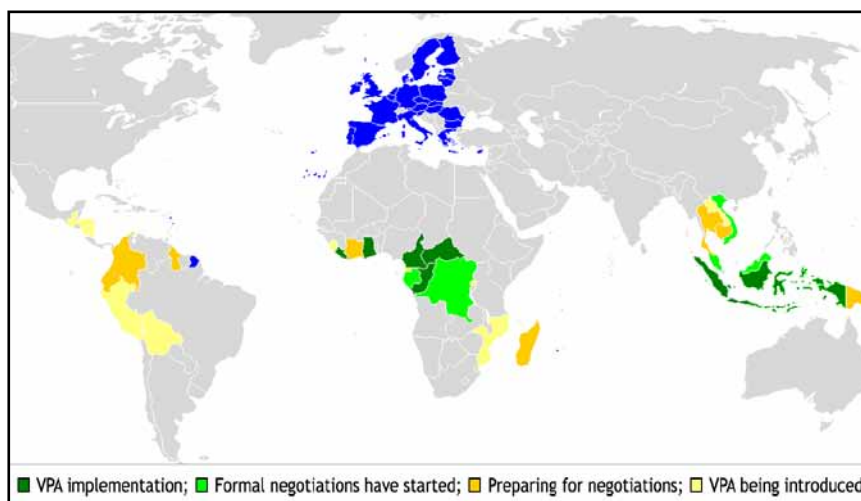 VPA implementation; Formal negotiations have started; Preparing for negotiations; VPA being introduced